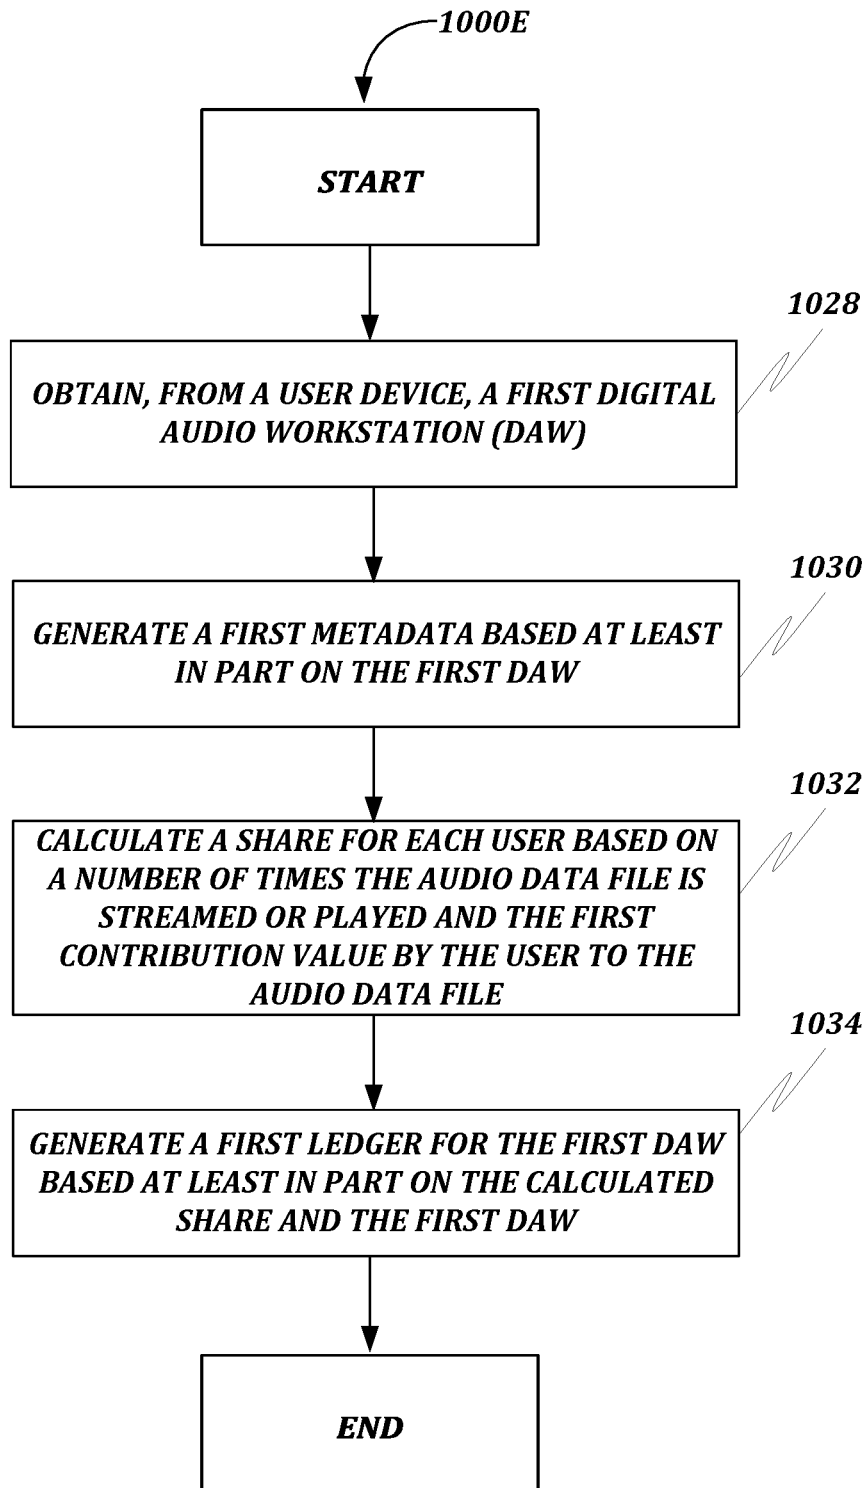 1000E
START
1028
OBTAIN, FROM A USER DEVICE, A FIRST DIGITAL
AUDIO WORKSTATION (DAW)
1030
GENERATE A FIRST METADATA BASED AT LEAST
IN PART ON THE FIRST DAW
1032
CALCULATE A SHARE FOR EACH USER BASED ON
A NUMBER OF TIMES THE AUDIO DATA FILE IS
STREAMED OR PLAYED AND THE FIRST
CONTRIBUTION VALUE BY THE USER TO THE
AUDIO DATA FILE
1034
GENERATE A FIRST LEDGER FOR THE FIRST DAW
BASED AT LEAST IN PART ON THE CALCULATED
SHARE AND THE FIRST DAW
END